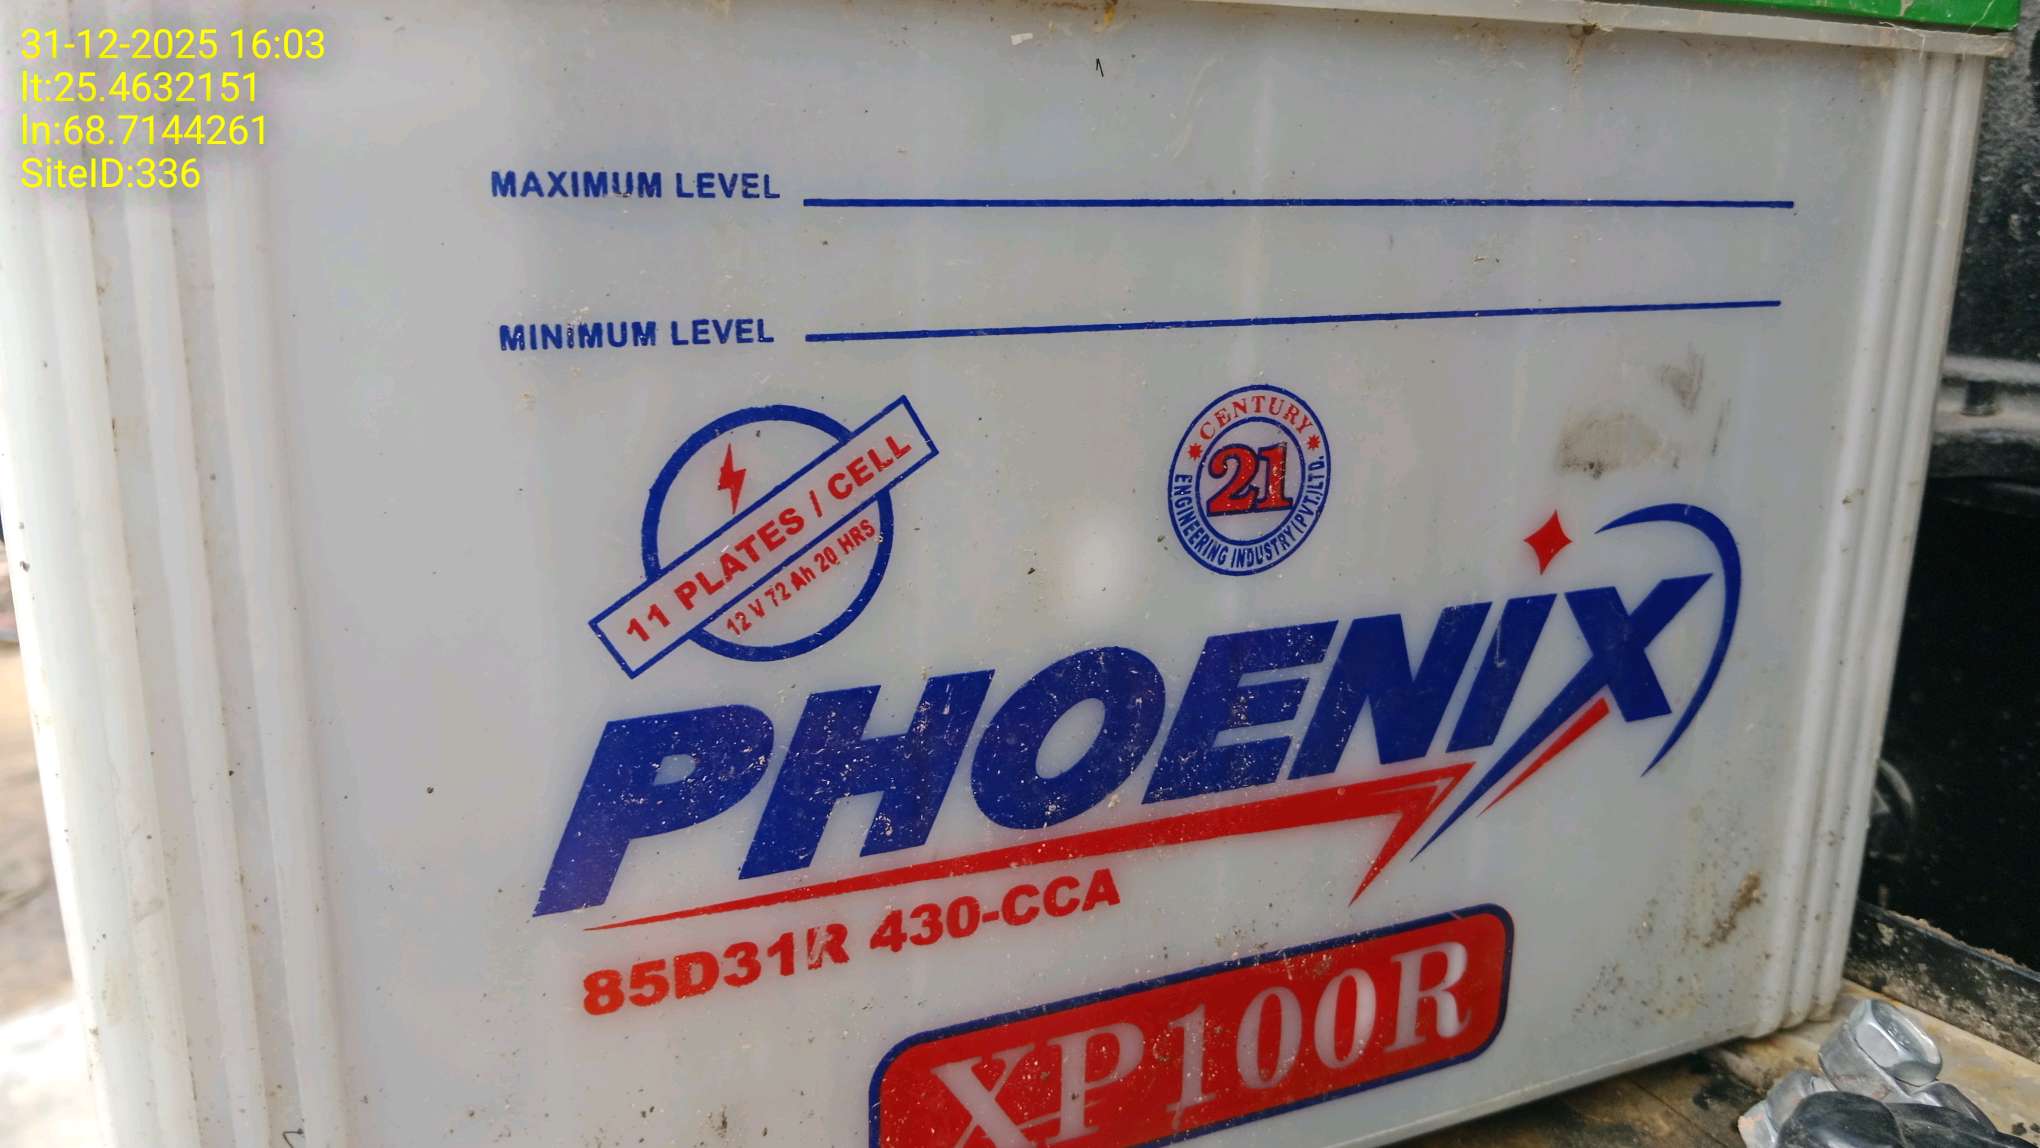 31-12-2025 16:03
lt:25.4632151
ln:68.7144261
SiteID:336
MAXIMUM LEVEL
MINIMUM LEVEL
11 PLATES / CELL
12 V 72 Ah 20 HRS
CENTURY
21
ENGINEERING INDUSTRY (PVT.) LTD.
PHOENIX
85D31R 430-CCA
XP100R